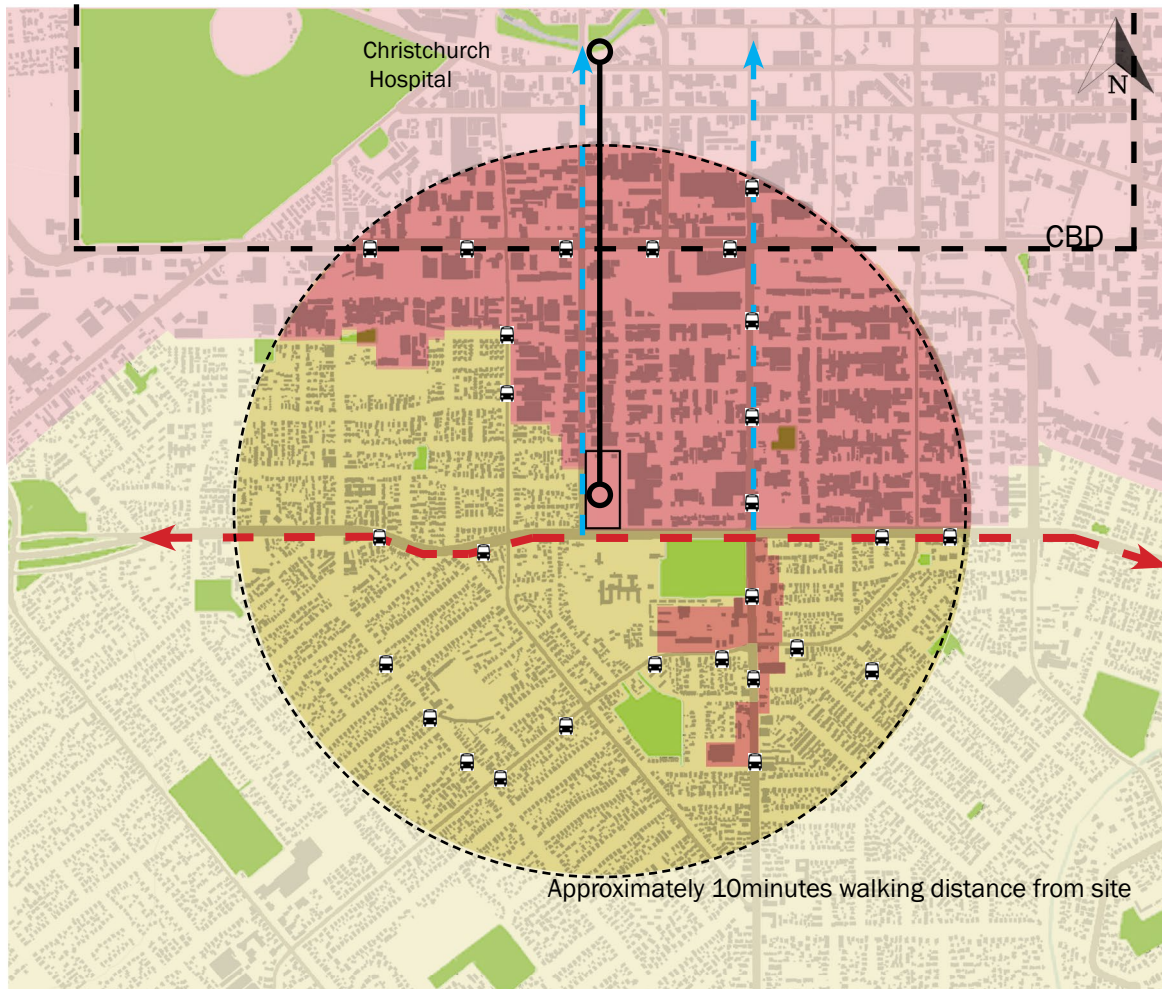 Christchurch
Hospital
N
CBD
Approximately 10minutes walking distance from site